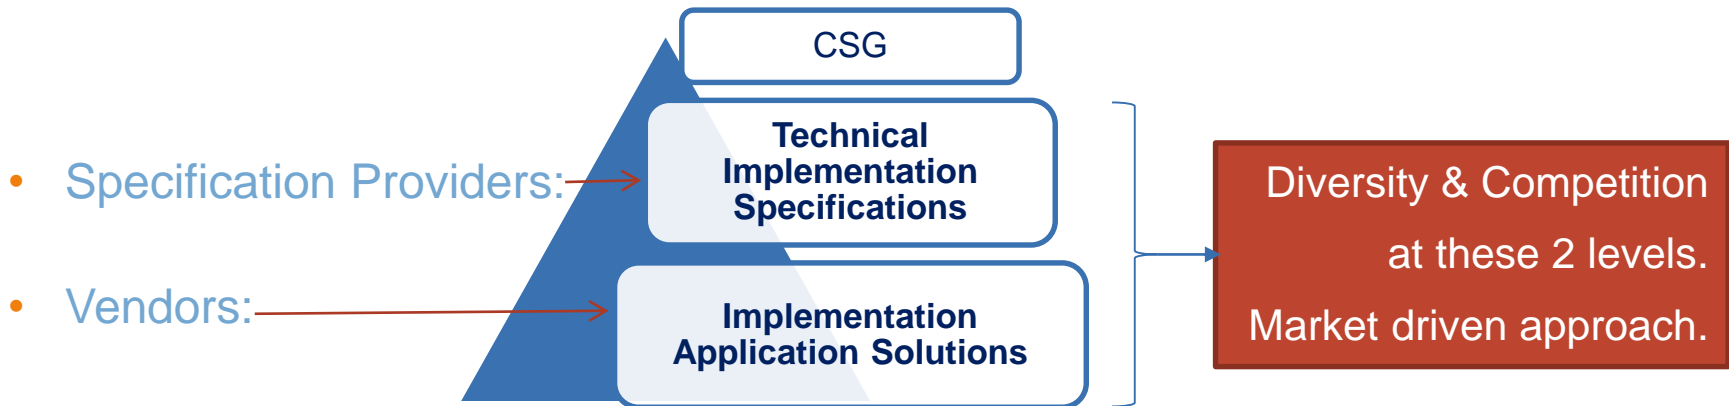 CSG
Technical
Implementation
Specifications
• Specification Providers:
Diversity & Competition
at these 2 levels.
Market driven approach.
• Vendors:
Implementation
Application Solutions